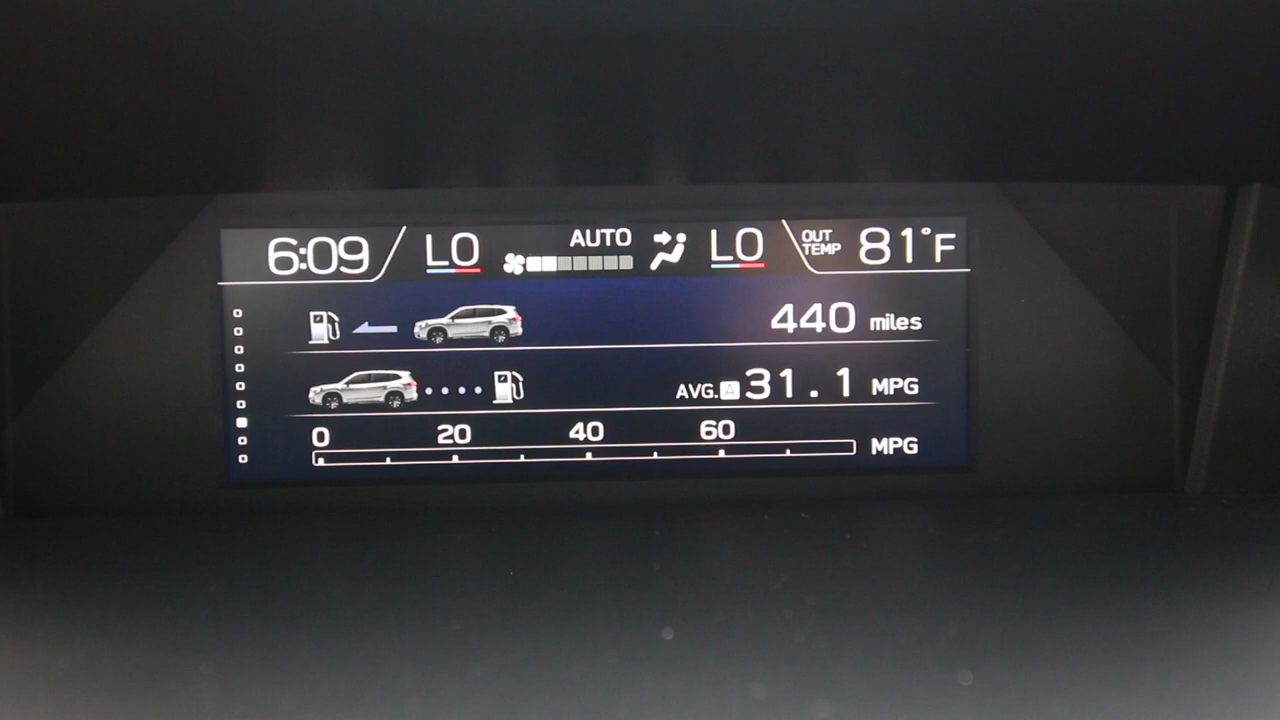 6:09 LO AUTO LO OUT TEMP 81°F
440 miles
AVG. A 31.1 MPG
0 20 40 60
MPG